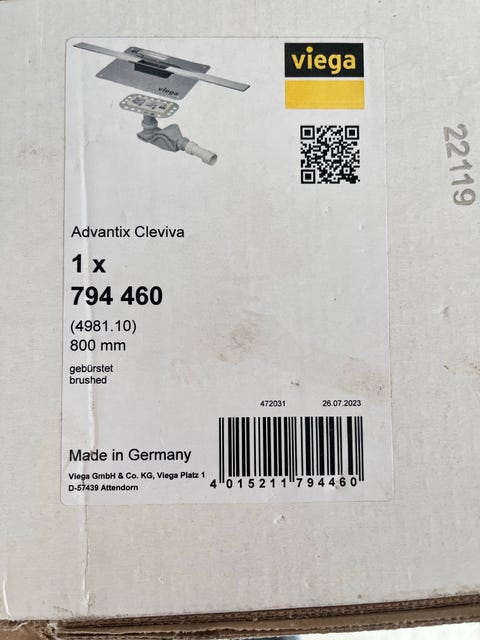 viega
viega
22119
Advantix Cleviva
1 x
794 460
(4981.10)
800 mm
gebürstet
brushed
472031 26.07.2023
Made in Germany
Viega GmbH & Co. KG, Viega Platz 1
D-57439 Attendorn
4 015211 794460